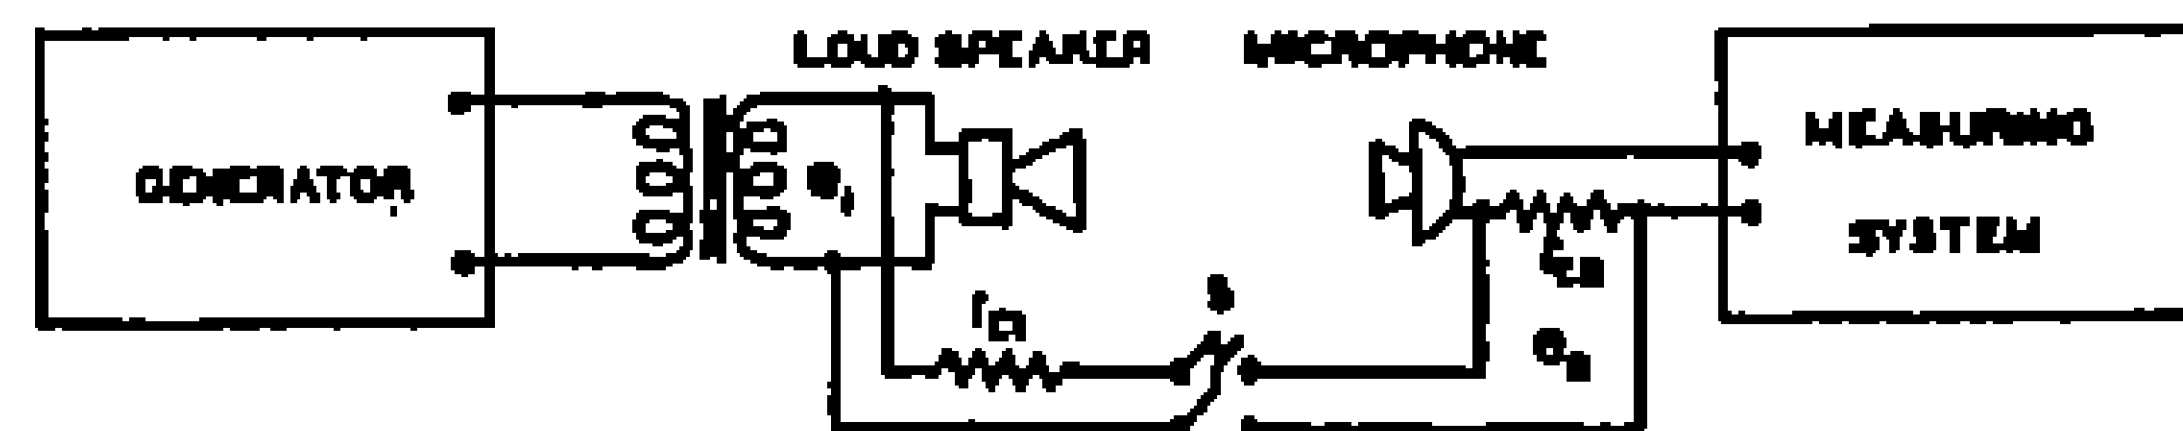 LOUD SPEAKER
MICROPHONE
GENERATOR
MEASURING
SYSTEM
S